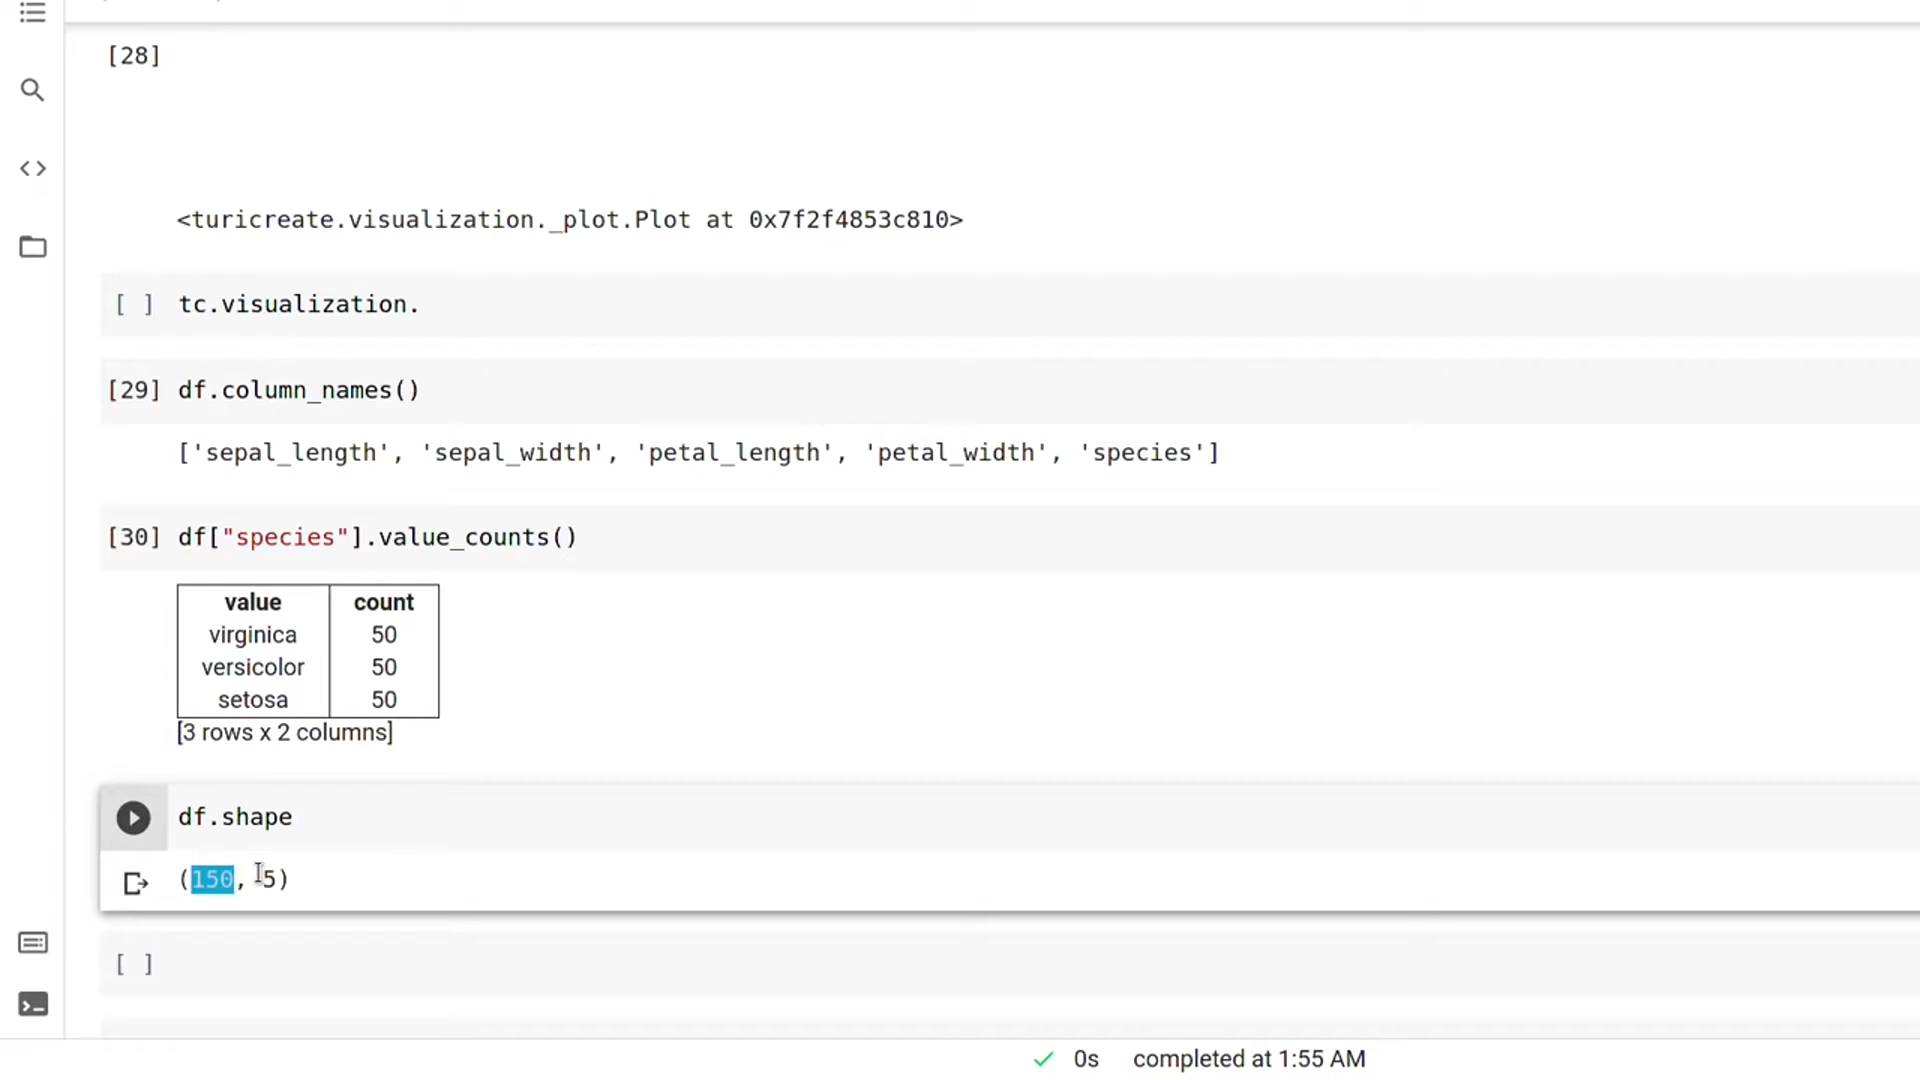 [28]
<turicreate.visualization._plot.Plot at 0x7f2f4853c810>
[ ] tc.visualization.
[29] df.column_names()
['sepal_length', 'sepal_width', 'petal_length', 'petal_width', 'species']
[30] df["species"].value_counts()
value count
virginica 50
versicolor 50
setosa 50
[3 rows x 2 columns]
df.shape
(150, 5)
[ ]
0s completed at 1:55 AM